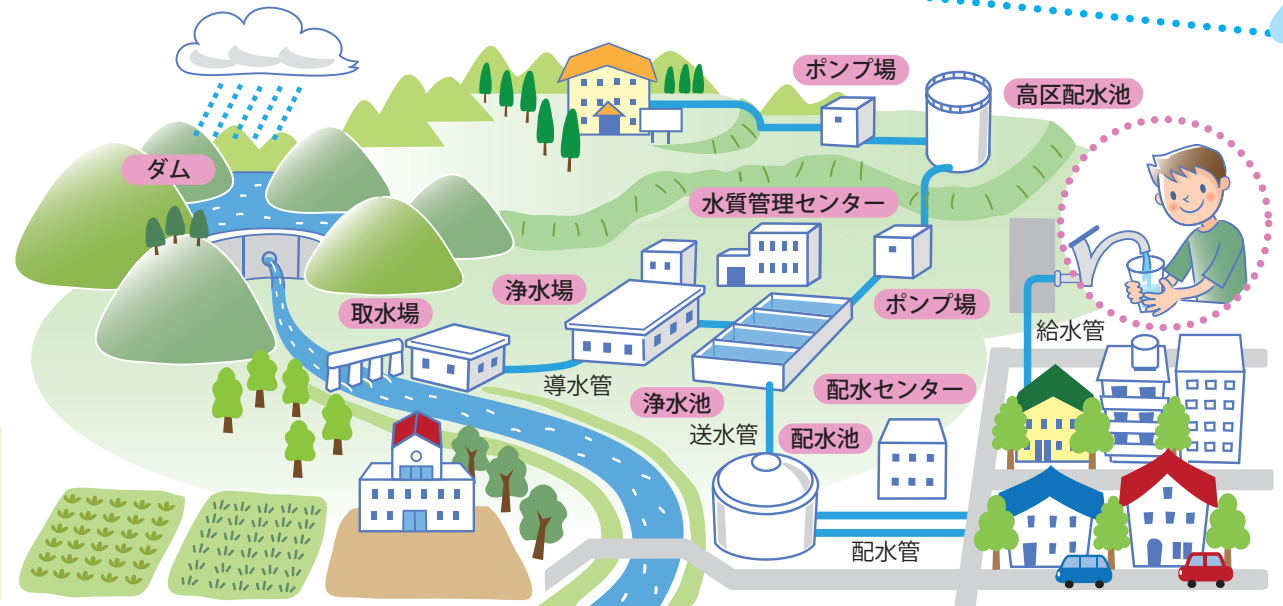 ポンプ場
高区配水池
ダム
水質管理センター
浄水場
取水場
ポンプ場
給水管
導水管
浄水池
配水センター
送水管
配水池
配水管